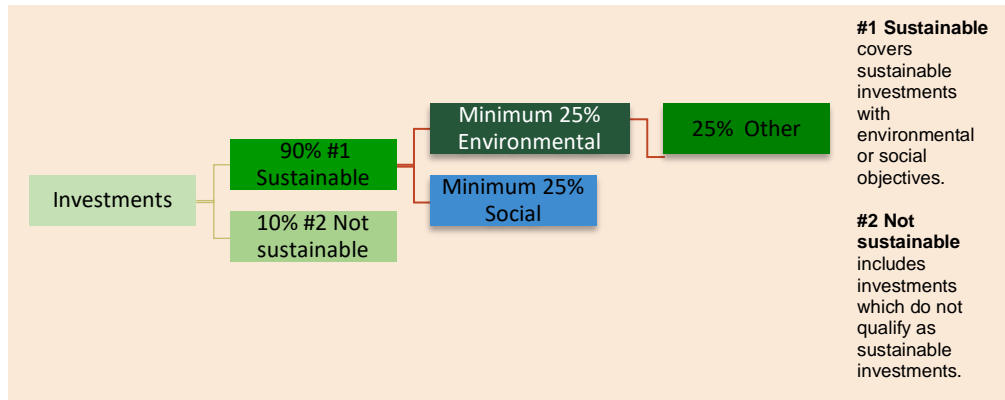 Investments
90% #1
Sustainable
10% #2 Not
sustainable
Minimum 25%
Environmental
Minimum 25%
Social
25%  Other
#1 Sustainable
covers
sustainable
investments
with
environmental
or social
objectives.
#2 Not
sustainable
includes
investments
which do not
qualify as
sustainable
investments.